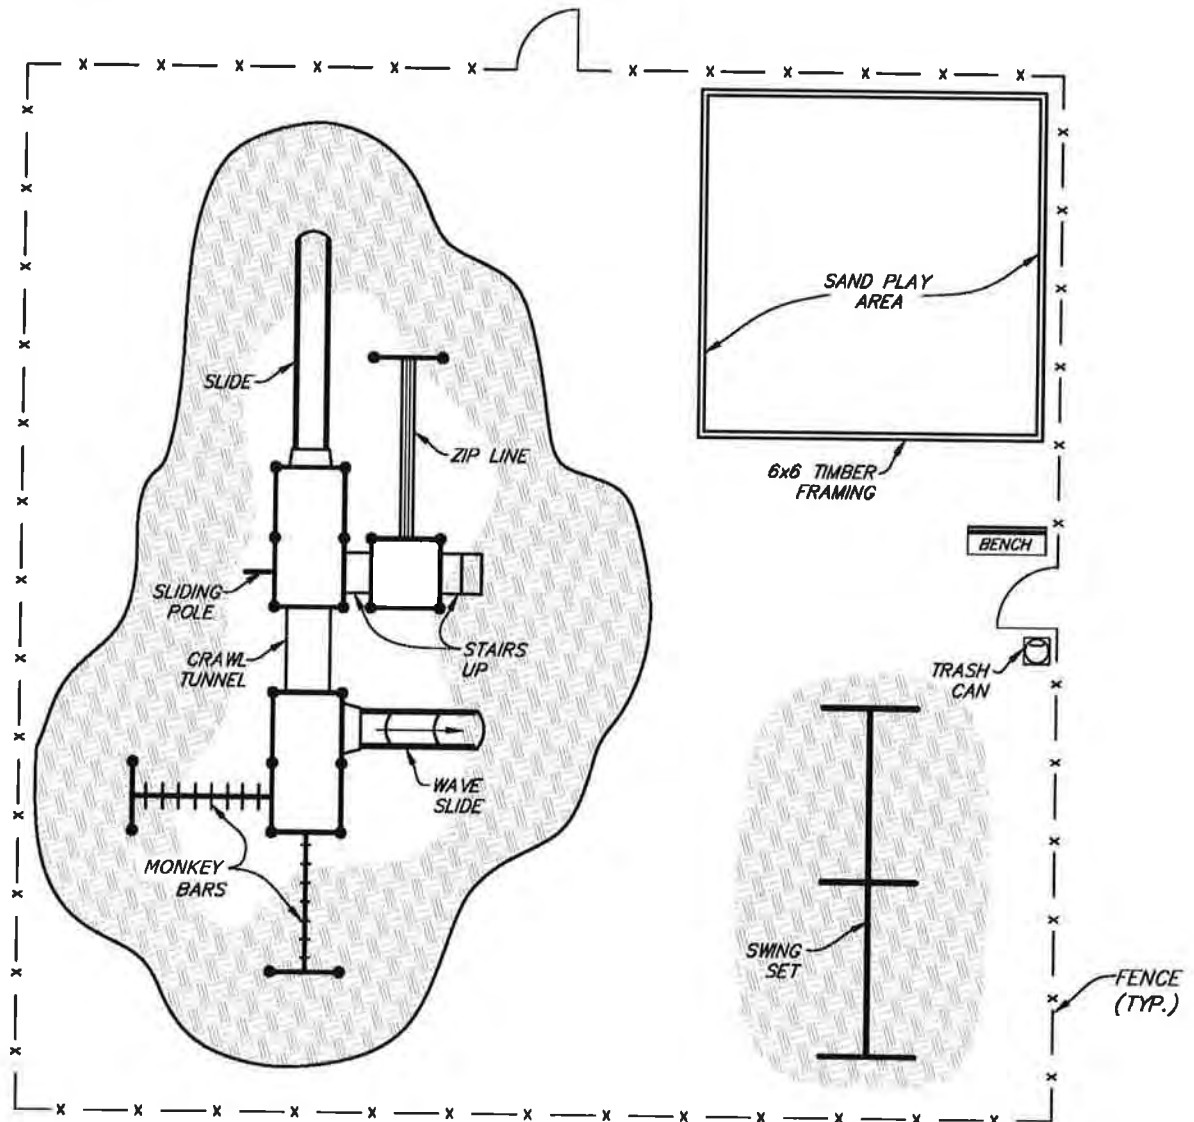 SAND PLAY
AREA
SLIDE
ZIP LINE
6x6 TIMBER
FRAMING
BENCH
SLIDING
POLE
CRAWL
TUNNEL
STAIRS
UP
TRASH
CAN
WAVE
SLIDE
MONKEY
BARS
SWING
SET
FENCE
(TYP.)